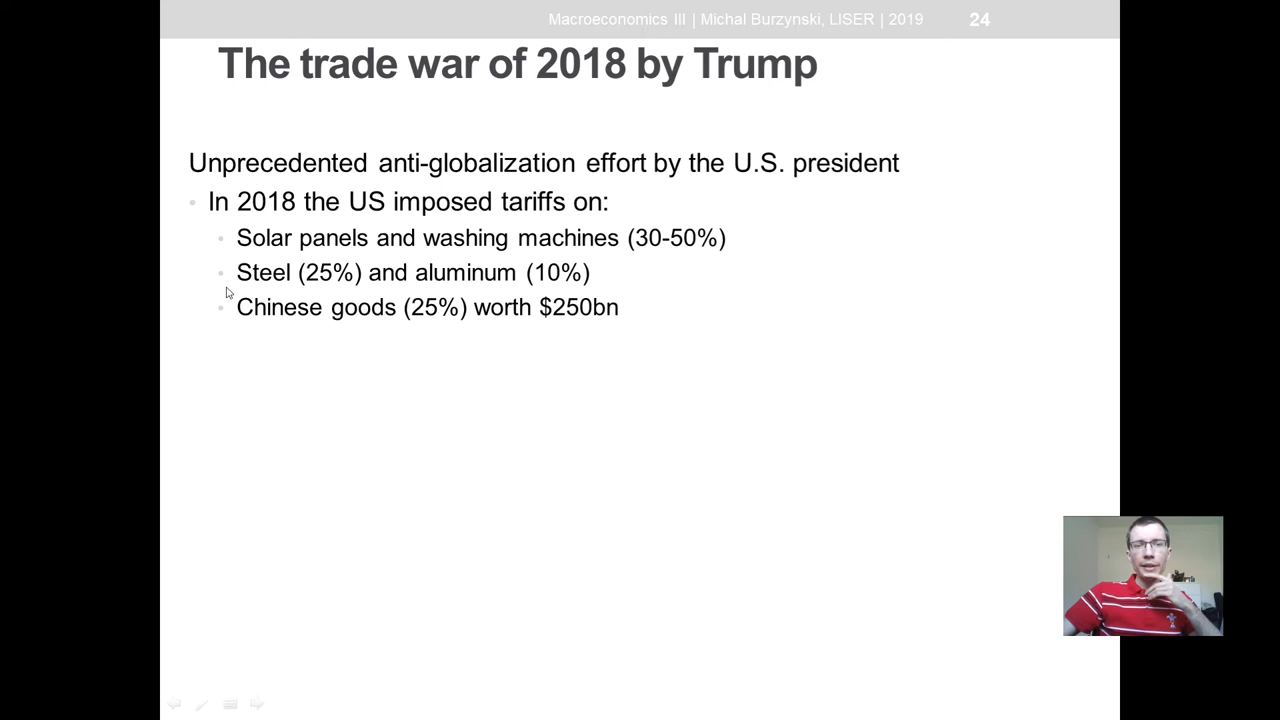 Macroeconomics III | Michal Burzynski, LISER | 2019 24
The trade war of 2018 by Trump
Unprecedented anti-globalization effort by the U.S. president
In 2018 the US imposed tariffs on:
Solar panels and washing machines (30-50%)
Steel (25%) and aluminum (10%)
Chinese goods (25%) worth $250bn